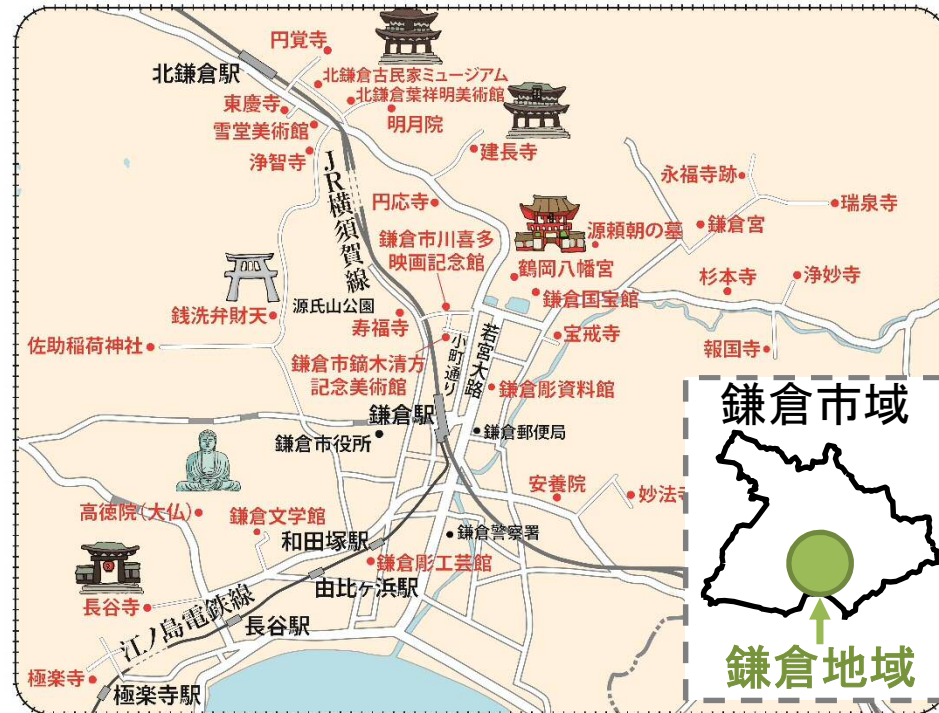 円覚寺
北鎌倉駅
北鎌倉古民家ミュージアム
北鎌倉葉祥明美術館
東慶寺
明月院
雪堂美術館
浄智寺
建長寺
JR横須賀線
永福寺跡
瑞泉寺
円応寺
鎌倉宮
源頼朝の墓
鎌倉市川喜多
映画記念館
鶴岡八幡宮
杉本寺
浄妙寺
鎌倉国宝館
源氏山公園
銭洗弁財天
寿福寺
若宮大路
宝戒寺
小町通り
佐助稲荷神社
報国寺
鎌倉市鏑木清方
記念美術館
鎌倉彫資料館
鎌倉駅
鎌倉市役所
鎌倉郵便局
鎌倉市域
安養院
妙法
高徳院(大仏)
鎌倉文学館
和田塚駅
鎌倉警察署
鎌倉彫工芸館
由比ヶ浜駅
長谷寺
江ノ島電鉄線
長谷駅
極楽寺
極楽寺駅
鎌倉地域